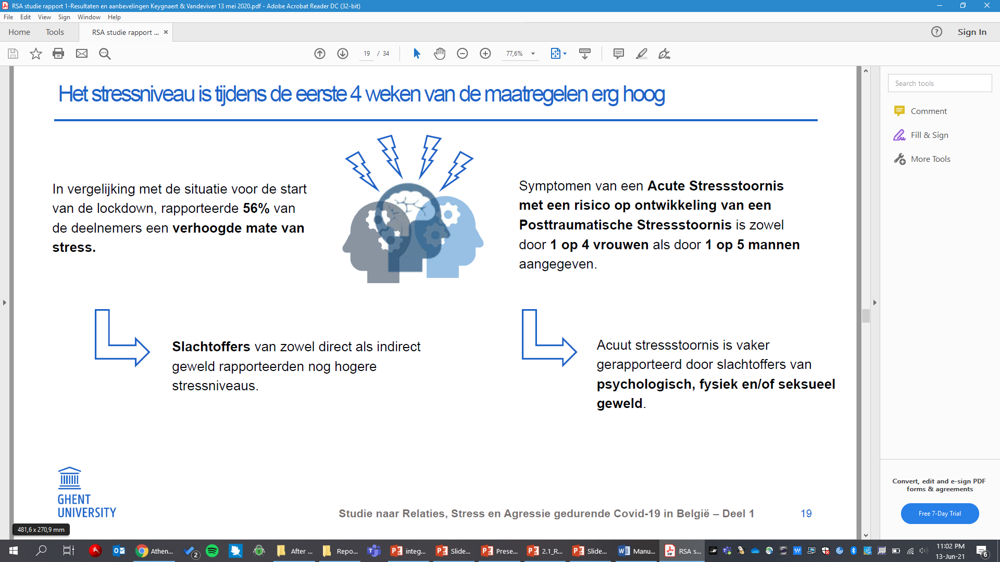 RSA studie rapport 1-Resultaten en aanbevelingen Keygnaert & Vandeviver 13 mei 2020.pdf - Adobe Acrobat Reader DC (32-bit)
File Edit View Sign Window Help
Home Tools RSA studie rapport ... Sign In
19 / 34 77,6%
Het stressniveau is tijdens de eerste 4 weken van de maatregelen erg hoog
In vergelijking met de situatie voor de start
van de lockdown, rapporteerde 56% van
de deelnemers een verhoogde mate van
stress.
Symptomen van een Acute Stressstoornis
met een risico op ontwikkeling van een
Posttraumatische Stressstoornis is zowel
door 1 op 4 vrouwen als door 1 op 5 mannen
aangegeven.
Slachtoffers van zowel direct als indirect
geweld rapporteerden nog hogere
stressniveaus.
Acuut stressstoornis is vaker
gerapporteerd door slachtoffers van
psychologisch, fysiek en/of seksueel
geweld.
GHENT
UNIVERSITY
Studie naar Relaties, Stress en Agressie gedurende Covid-19 in België – Deel 1 19
481,6 x 270,9 mm
Search tools
Comment
Fill & Sign
More Tools
Convert, edit and e-sign PDF
forms & agreements
Free 7-Day Trial
Athen... 2 After ... Repo... integ... Slide... Prese... 2.1_R... Slide... Manu... RSA s...
11:02 PM
13-Jun-21
6